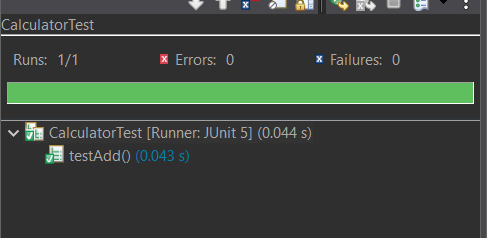 CalculatorTest
Runs: 1/1 Errors: 0 Failures: 0
CalculatorTest [Runner: JUnit 5] (0.044 s)
testAdd() (0.043 s)